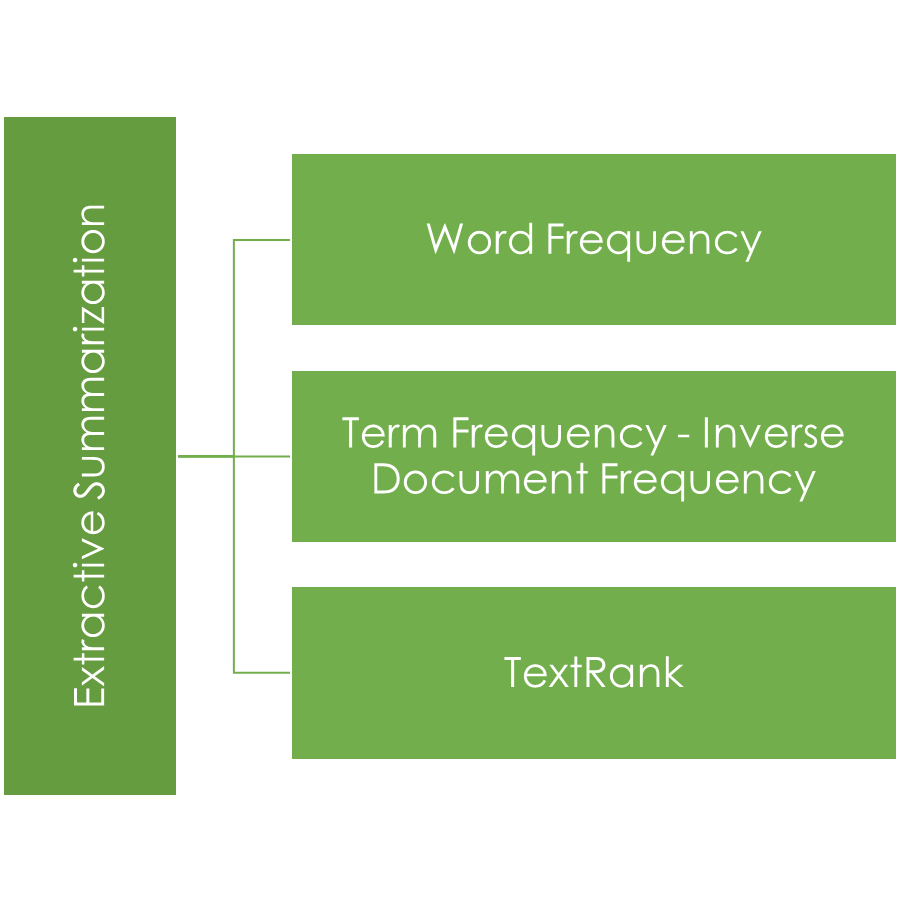 Extractive Summarization
Word Frequency
Term Frequency - Inverse
Document Frequency
TextRank